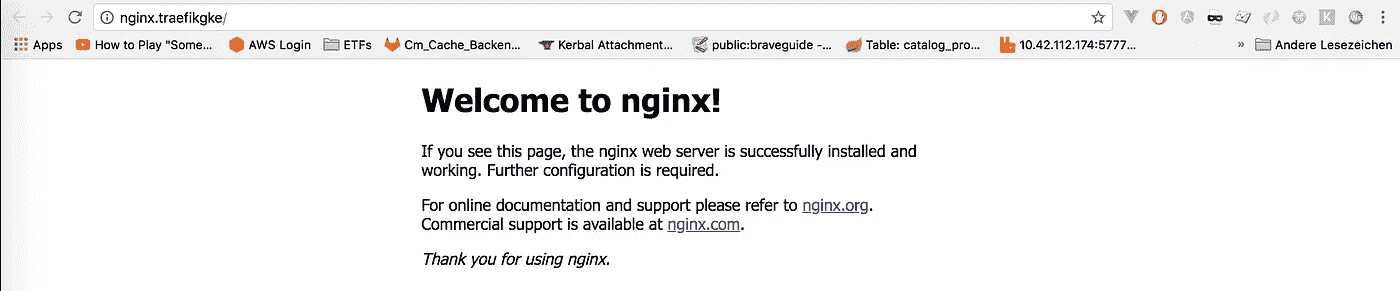 nginx.traefikgke/
Apps How to Play "Some... AWS Login ETFs Cm_Cache_Backen... Kerbal Attachment... public:braveguide -... Table: catalog_pro... 10.42.112.174:5777... » Andere Lesezeichen
Welcome to nginx!
If you see this page, the nginx web server is successfully installed and
working. Further configuration is required.
For online documentation and support please refer to nginx.org.
Commercial support is available at nginx.com.
Thank you for using nginx.